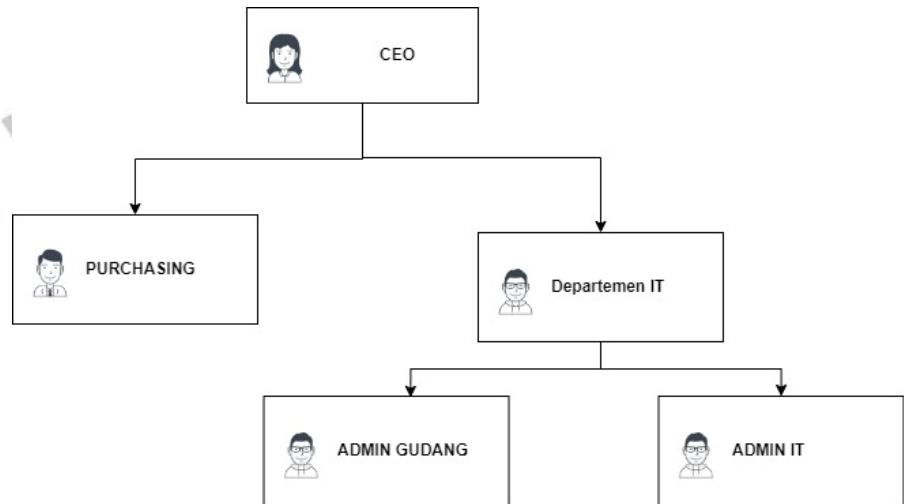 CEO
PURCHASING
Departemen IT
ADMIN GUDANG
ADMIN IT